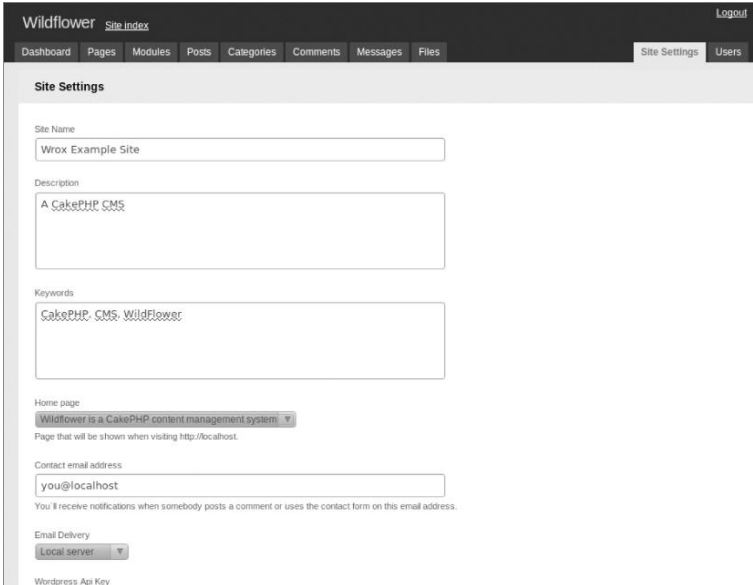 Logout
Wildflower Site index
Dashboard Pages Modules Posts Categories Comments Messages Files Site Settings Users
Site Settings
Site Name
Wrox Example Site
Description
A CakePHP CMS
Keywords
CakePHP, CMS, WildFlower
Home page
Wildflower is a CakePHP content management system
Page that will be shown when visiting http://localhost.
Contact email address
you@localhost
You`ll receive notifications when somebody posts a comment or uses the contact form on this email address.
Email Delivery
Local server
Wordpress Api Key